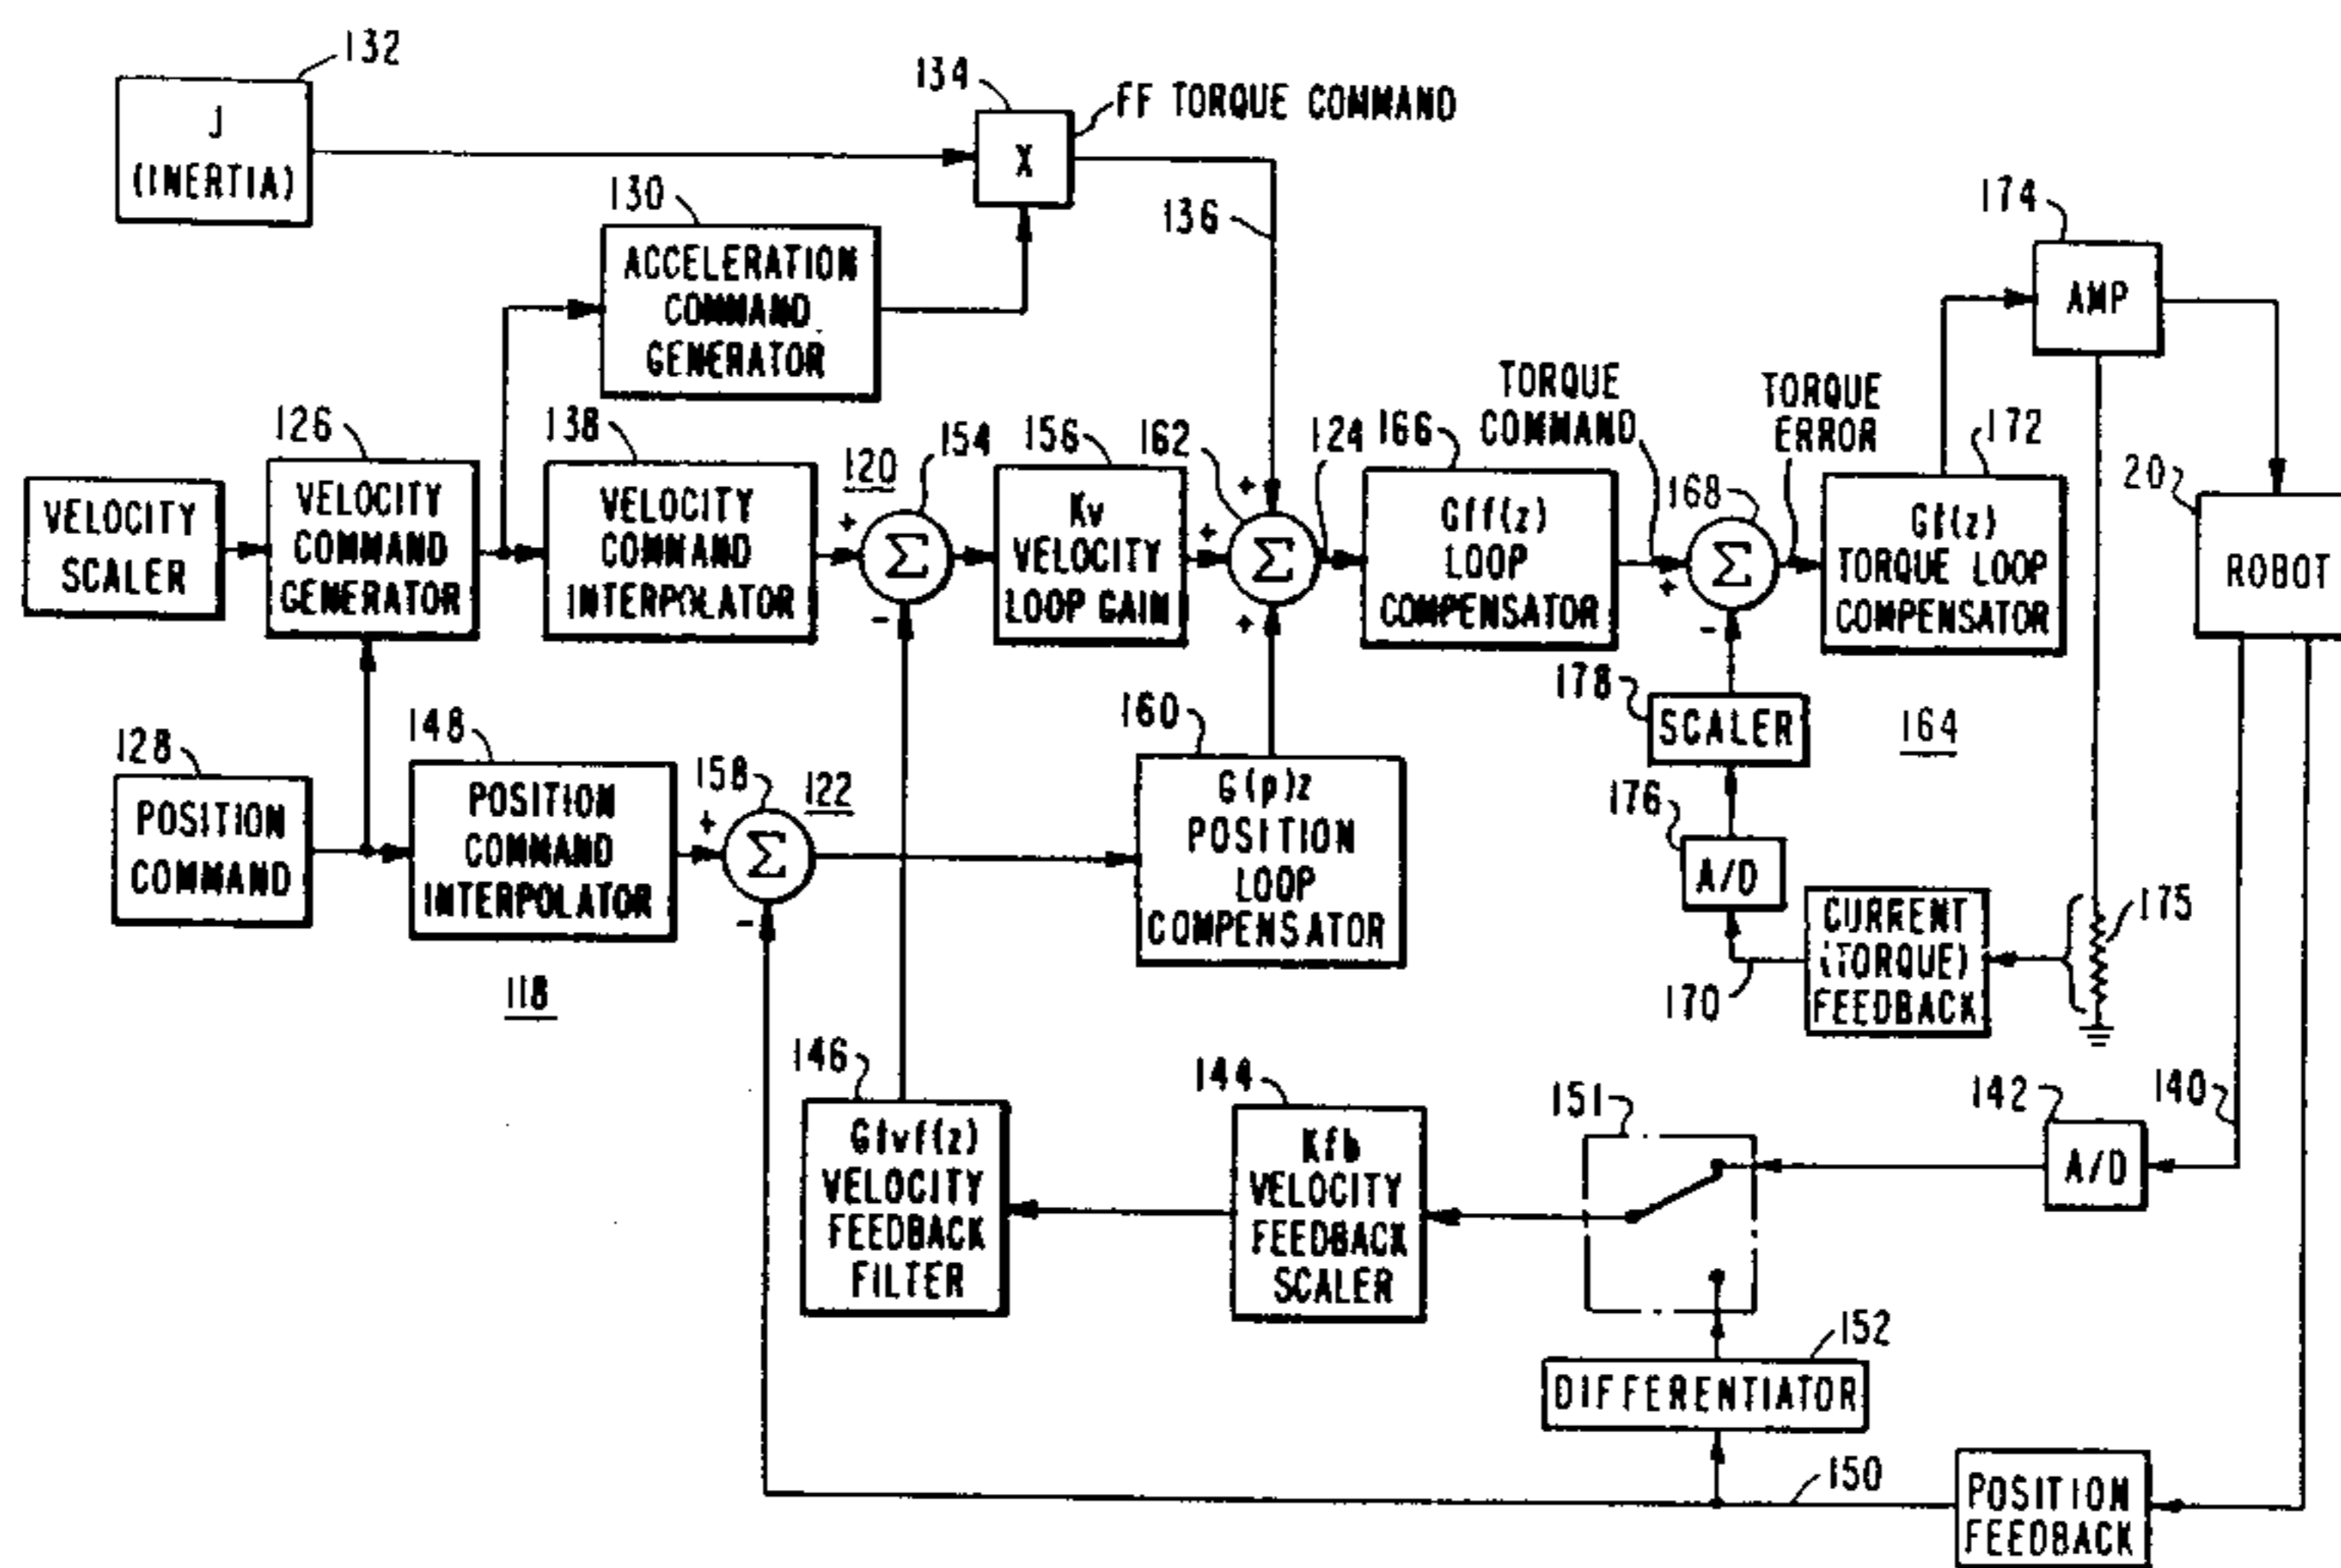 132
J
(INERTIA)
134
FF TORQUE COMMAND
X
136
130
ACCELERATION
COMMAND
GENERATOR
174
AMP
126
VELOCITY
SCALER
VELOCITY
COMMAND
GENERATOR
138
VELOCITY
COMMAND
INTERPOLATOR
120
154
+
Σ
-
156
Kv
VELOCITY
LOOP GAIN
162
+
+
Σ
+
124
166
Gff(z)
LOOP
COMPENSATOR
TORQUE
COMMAND
168
+
Σ
-
TORQUE
ERROR
172
Gf(z)
TORQUE LOOP
COMPENSATOR
20
ROBOT
128
POSITION
COMMAND
148
POSITION
COMMAND
INTERPOLATOR
158
122
+
Σ
-
160
G(p)z
POSITION
LOOP
COMPENSATOR
178
SCALER
164
176
A/D
170
CURRENT
(TORQUE)
FEEDBACK
175
118
146
Gfvf(z)
VELOCITY
FEEDBACK
FILTER
144
Kfb
VELOCITY
FEEDBACK
SCALER
151
142
A/D
140
152
DIFFERENTIATOR
150
POSITION
FEEDBACK